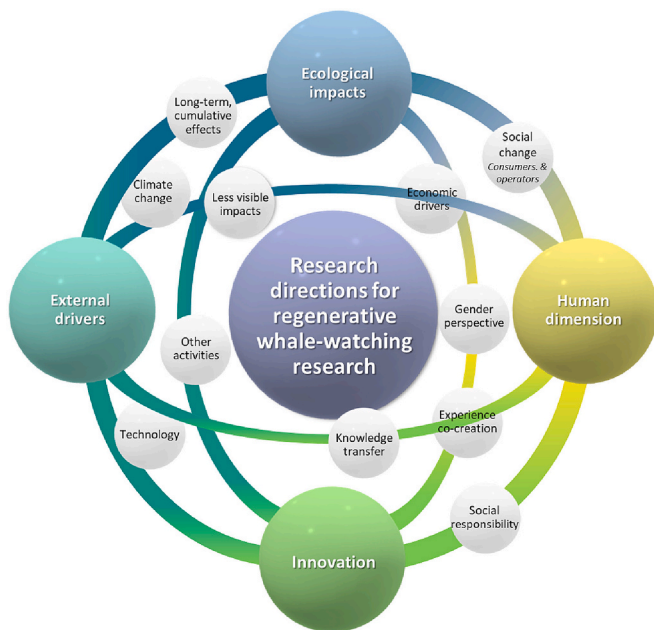 Ecological
impacts
Long-term,
cumulative
effects
Social
change
Consumers. &
operators
Climate
change
Less visible
impacts
Economic
drivers
External
drivers
Research
directions for
regenerative
whale-watching
research
Gender
perspective
Human
dimension
Other
activities
Technology
Knowledge
transfer
Experience
co-creation
Social
responsibility
Innovation